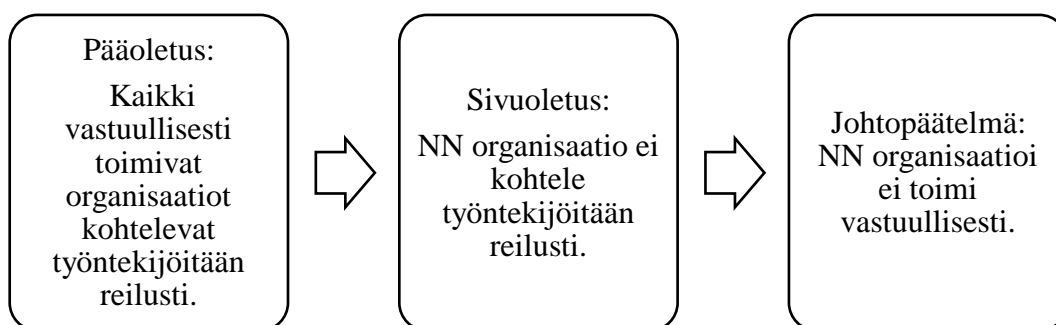 Pääoletus:
Kaikki
vastuullisesti
toimivat
organisaatiot
kohtelevat
työntekijöitään
reilusti.
Sivuoletus:
NN organisaatio ei
kohtele
työntekijöitään
reilusti.
Johtopäätelmä:
NN organisaatioi
ei toimi
vastuullisesti.